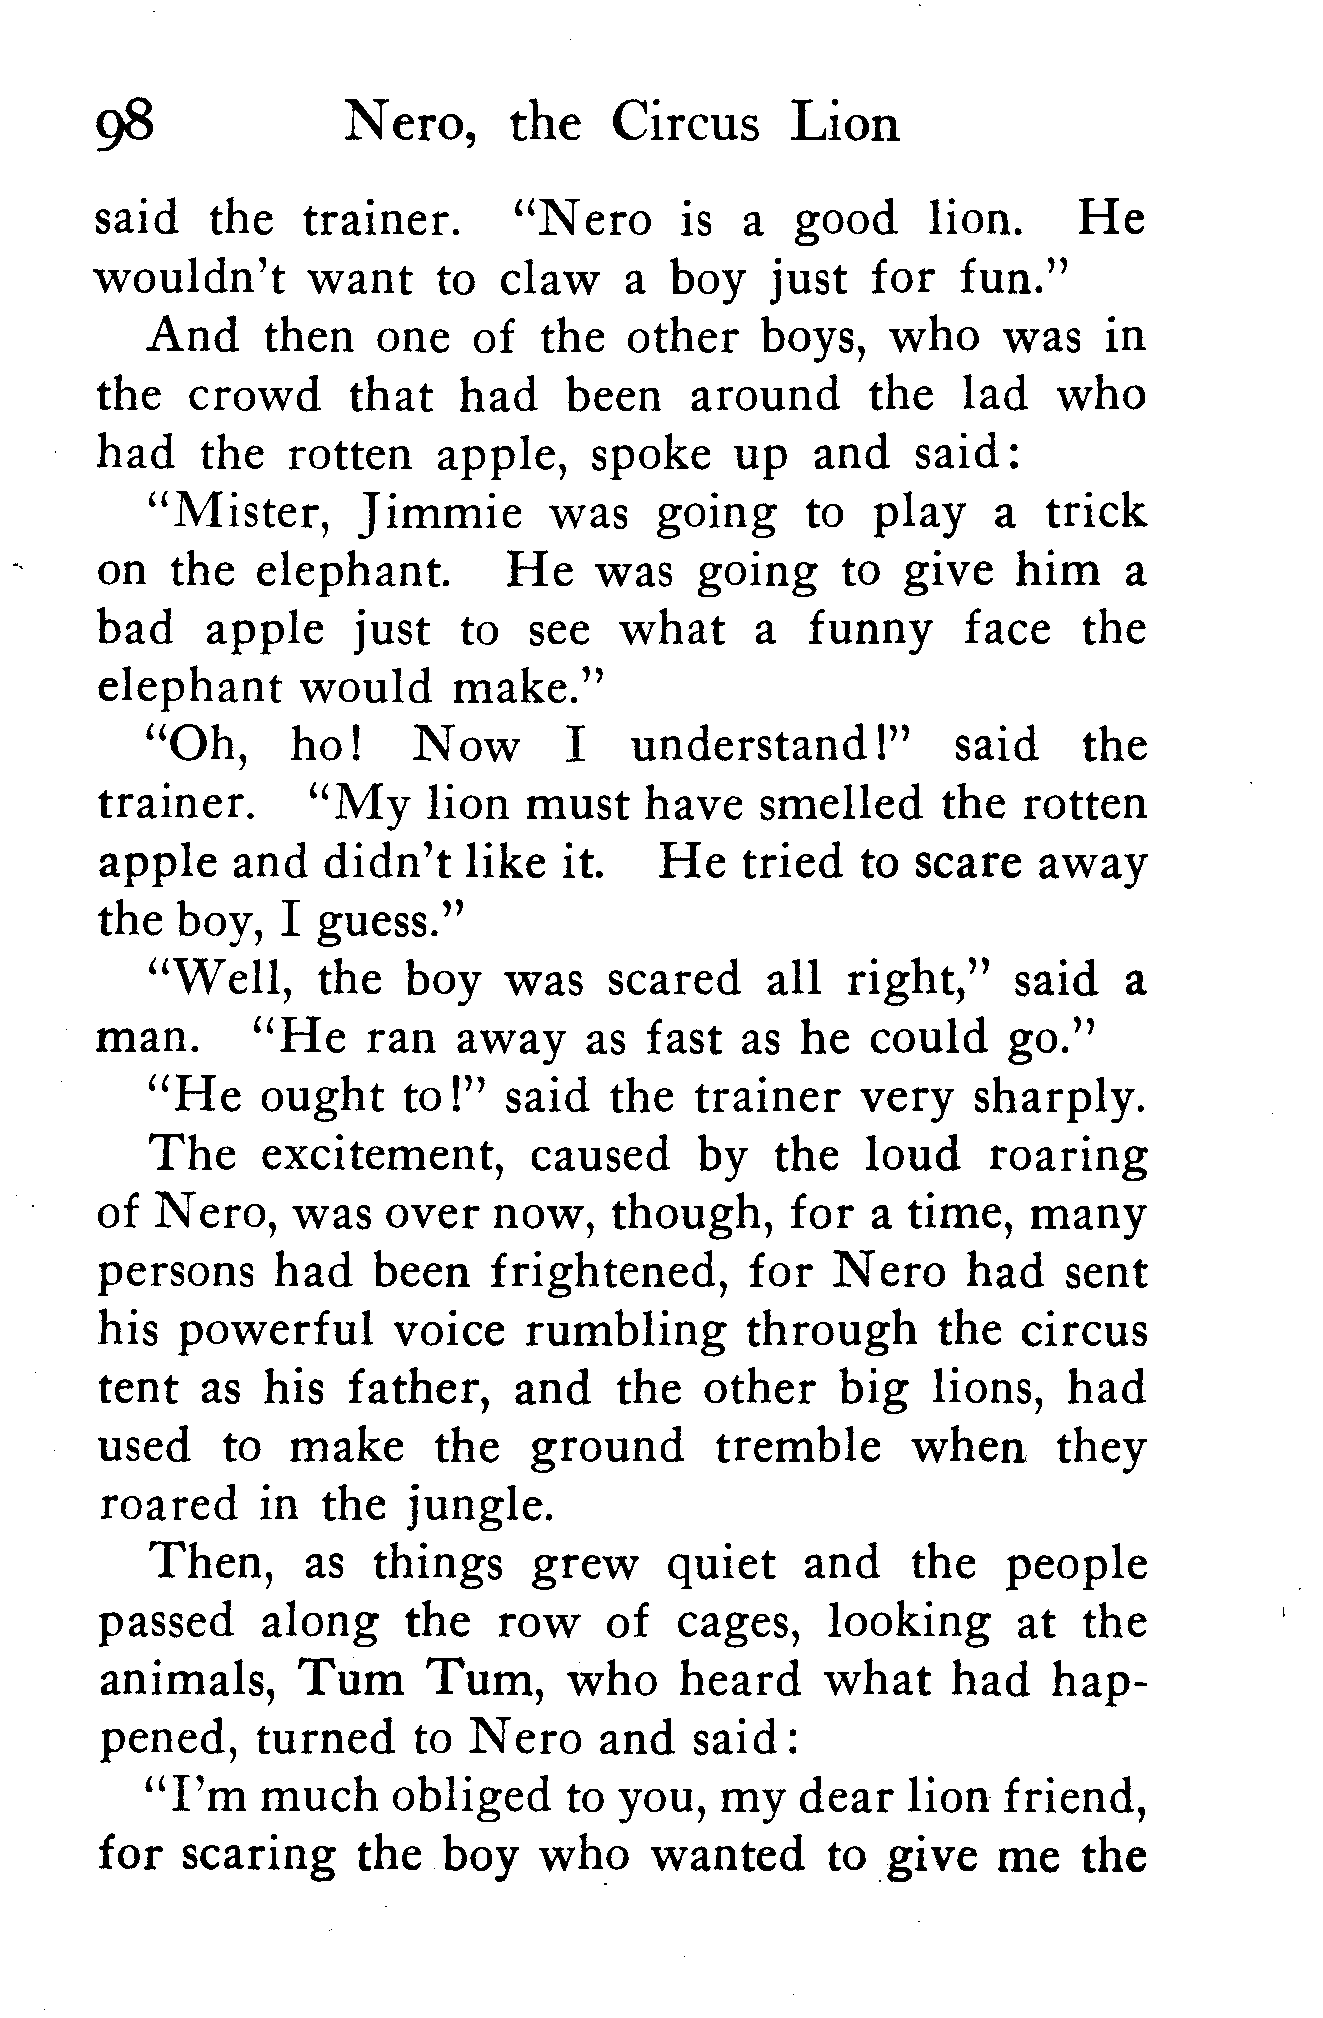 98 Nero, the Circus Lion
said the trainer. “Nero is a good lion. He
wouldn’t want to claw a boy just for fun.”
And then one of the other boys, who was in
the crowd that had been around the lad who
had the rotten apple, spoke up and said:
“Mister, Jimmie was going to play a trick
on the elephant. He was going to give him a
bad apple just to see what a funny face the
elephant would make.”
“Oh, ho! Now I understand!” said the
trainer. “My lion must have smelled the rotten
apple and didn’t like it. He tried to scare away
the boy, I guess.”
“Well, the boy was scared all right,” said a
man. “He ran away as fast as he could go.”
“He ought to!” said the trainer very sharply.
The excitement, caused by the loud roaring
of Nero, was over now, though, for a time, many
persons had been frightened, for Nero had sent
his powerful voice rumbling through the circus
tent as his father, and the other big lions, had
used to make the ground tremble when they
roared in the jungle.
Then, as things grew quiet and the people
passed along the row of cages, looking at the
animals, Tum Tum, who heard what had hap-
pened, turned to Nero and said:
“I’m much obliged to you, my dear lion friend,
for scaring the boy who wanted to give me the